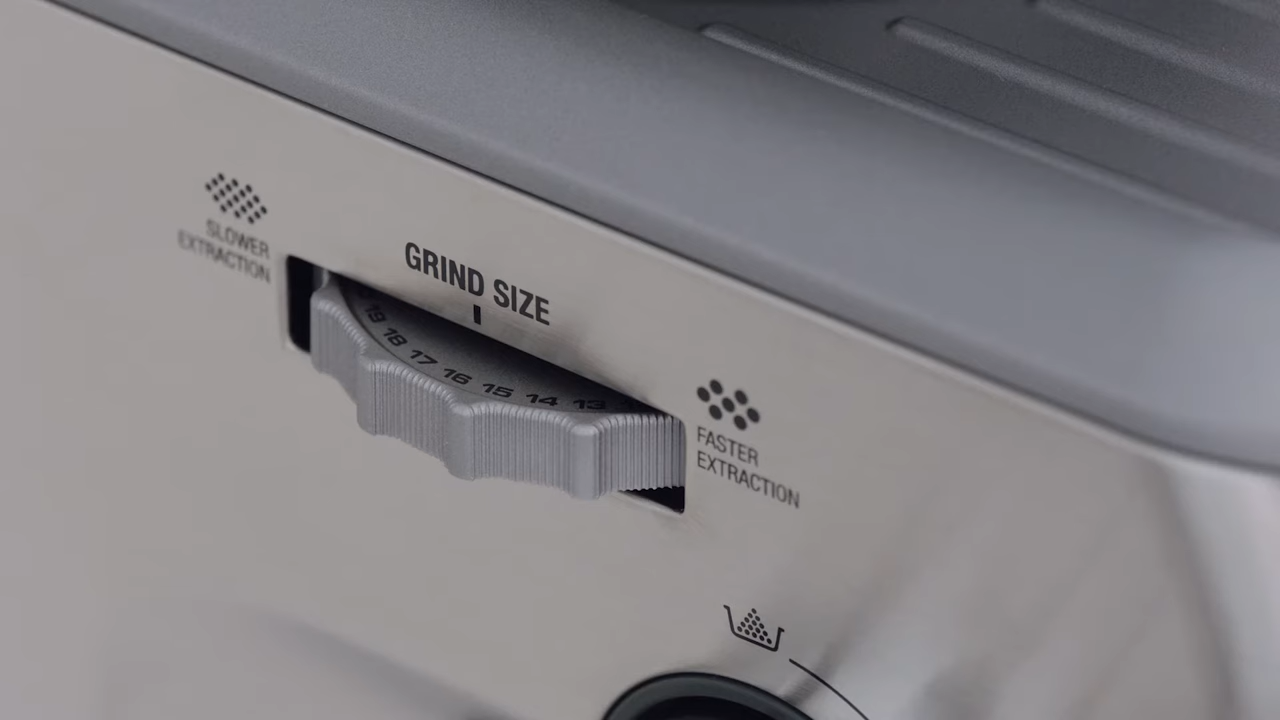 SLOWER
EXTRACTION
GRIND SIZE
19 18 17 16 15 14 13
FASTER
EXTRACTION